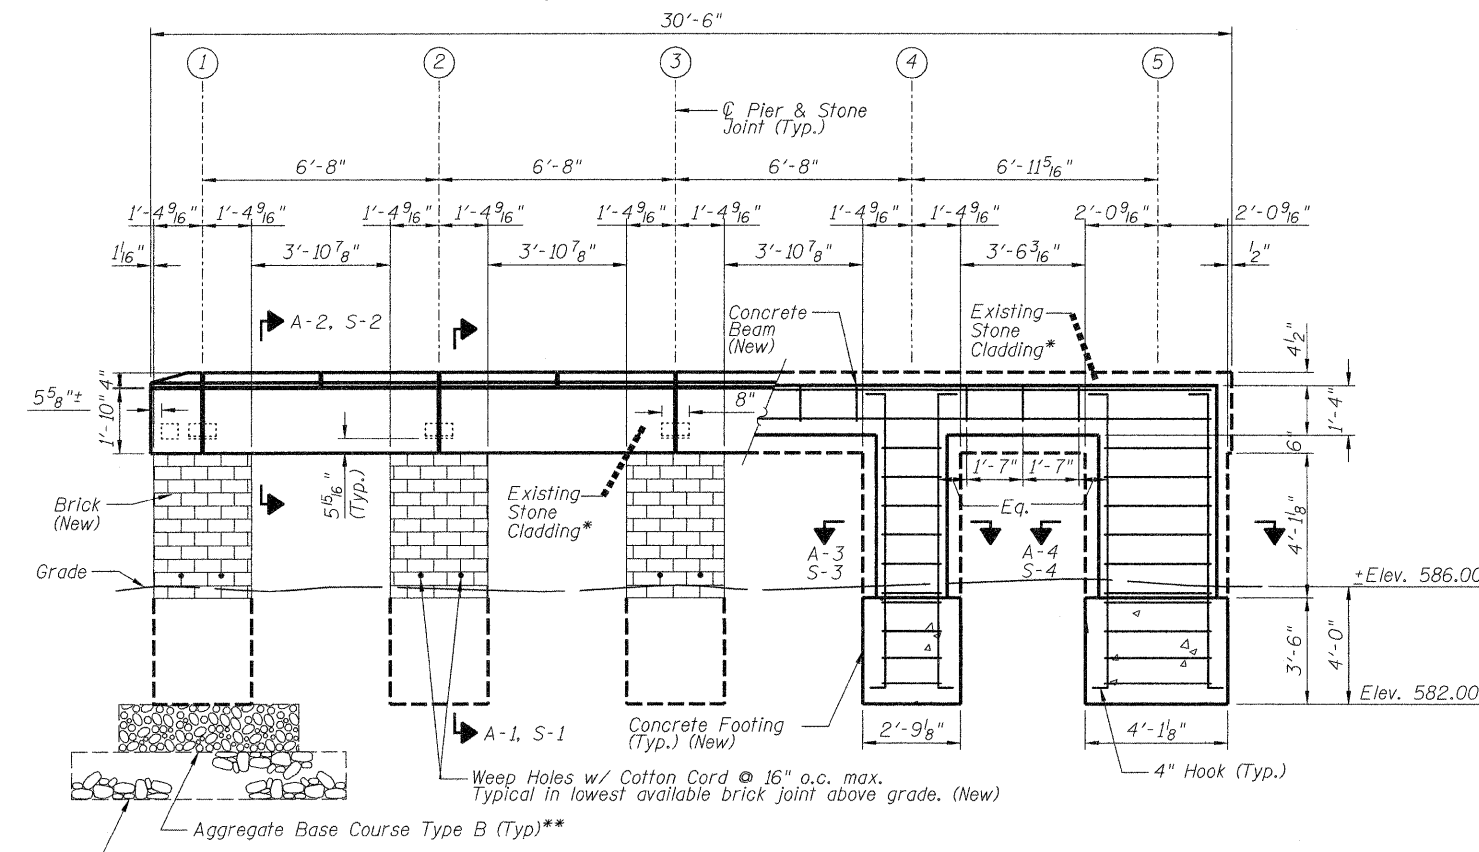 30'-6"
1 2 3 4 5
℄ Pier & Stone
Joint (Typ.)
6'-8" 6'-8" 6'-8" 6'-11 5/16"
1'-4 9/16" 1'-4 9/16" 1'-4 9/16" 1'-4 9/16" 1'-4 9/16" 1'-4 9/16" 1'-4 9/16" 1'-4 9/16" 2'-0 9/16" 2'-0 9/16"
1 1/16" 3'-10 7/8" 3'-10 7/8" 3'-10 7/8" 3'-6 3/16" 1/2"
A-2, S-2
Concrete
Beam
(New)
Existing
Stone
Cladding*
4 1/2"
5 5/8"±
4"
1'-10"
8"
1'-4"
6"
5 15/16"
(Typ.)
1'-7" 1'-7"
Eq.
Brick
(New)
Existing
Stone
Cladding*
A-3
S-3
A-4
S-4
4'-1 1/8"
Grade
±Elev. 586.00
3'-6"
4'-0"
Elev. 582.00
A-1, S-1
Concrete Footing
(Typ.) (New)
2'-9 1/8"
4'-1 1/8"
4" Hook (Typ.)
Weep Holes w/ Cotton Cord @ 16" o.c. max.
Typical in lowest available brick joint above grade. (New)
Aggregate Base Course Type B (Typ)**